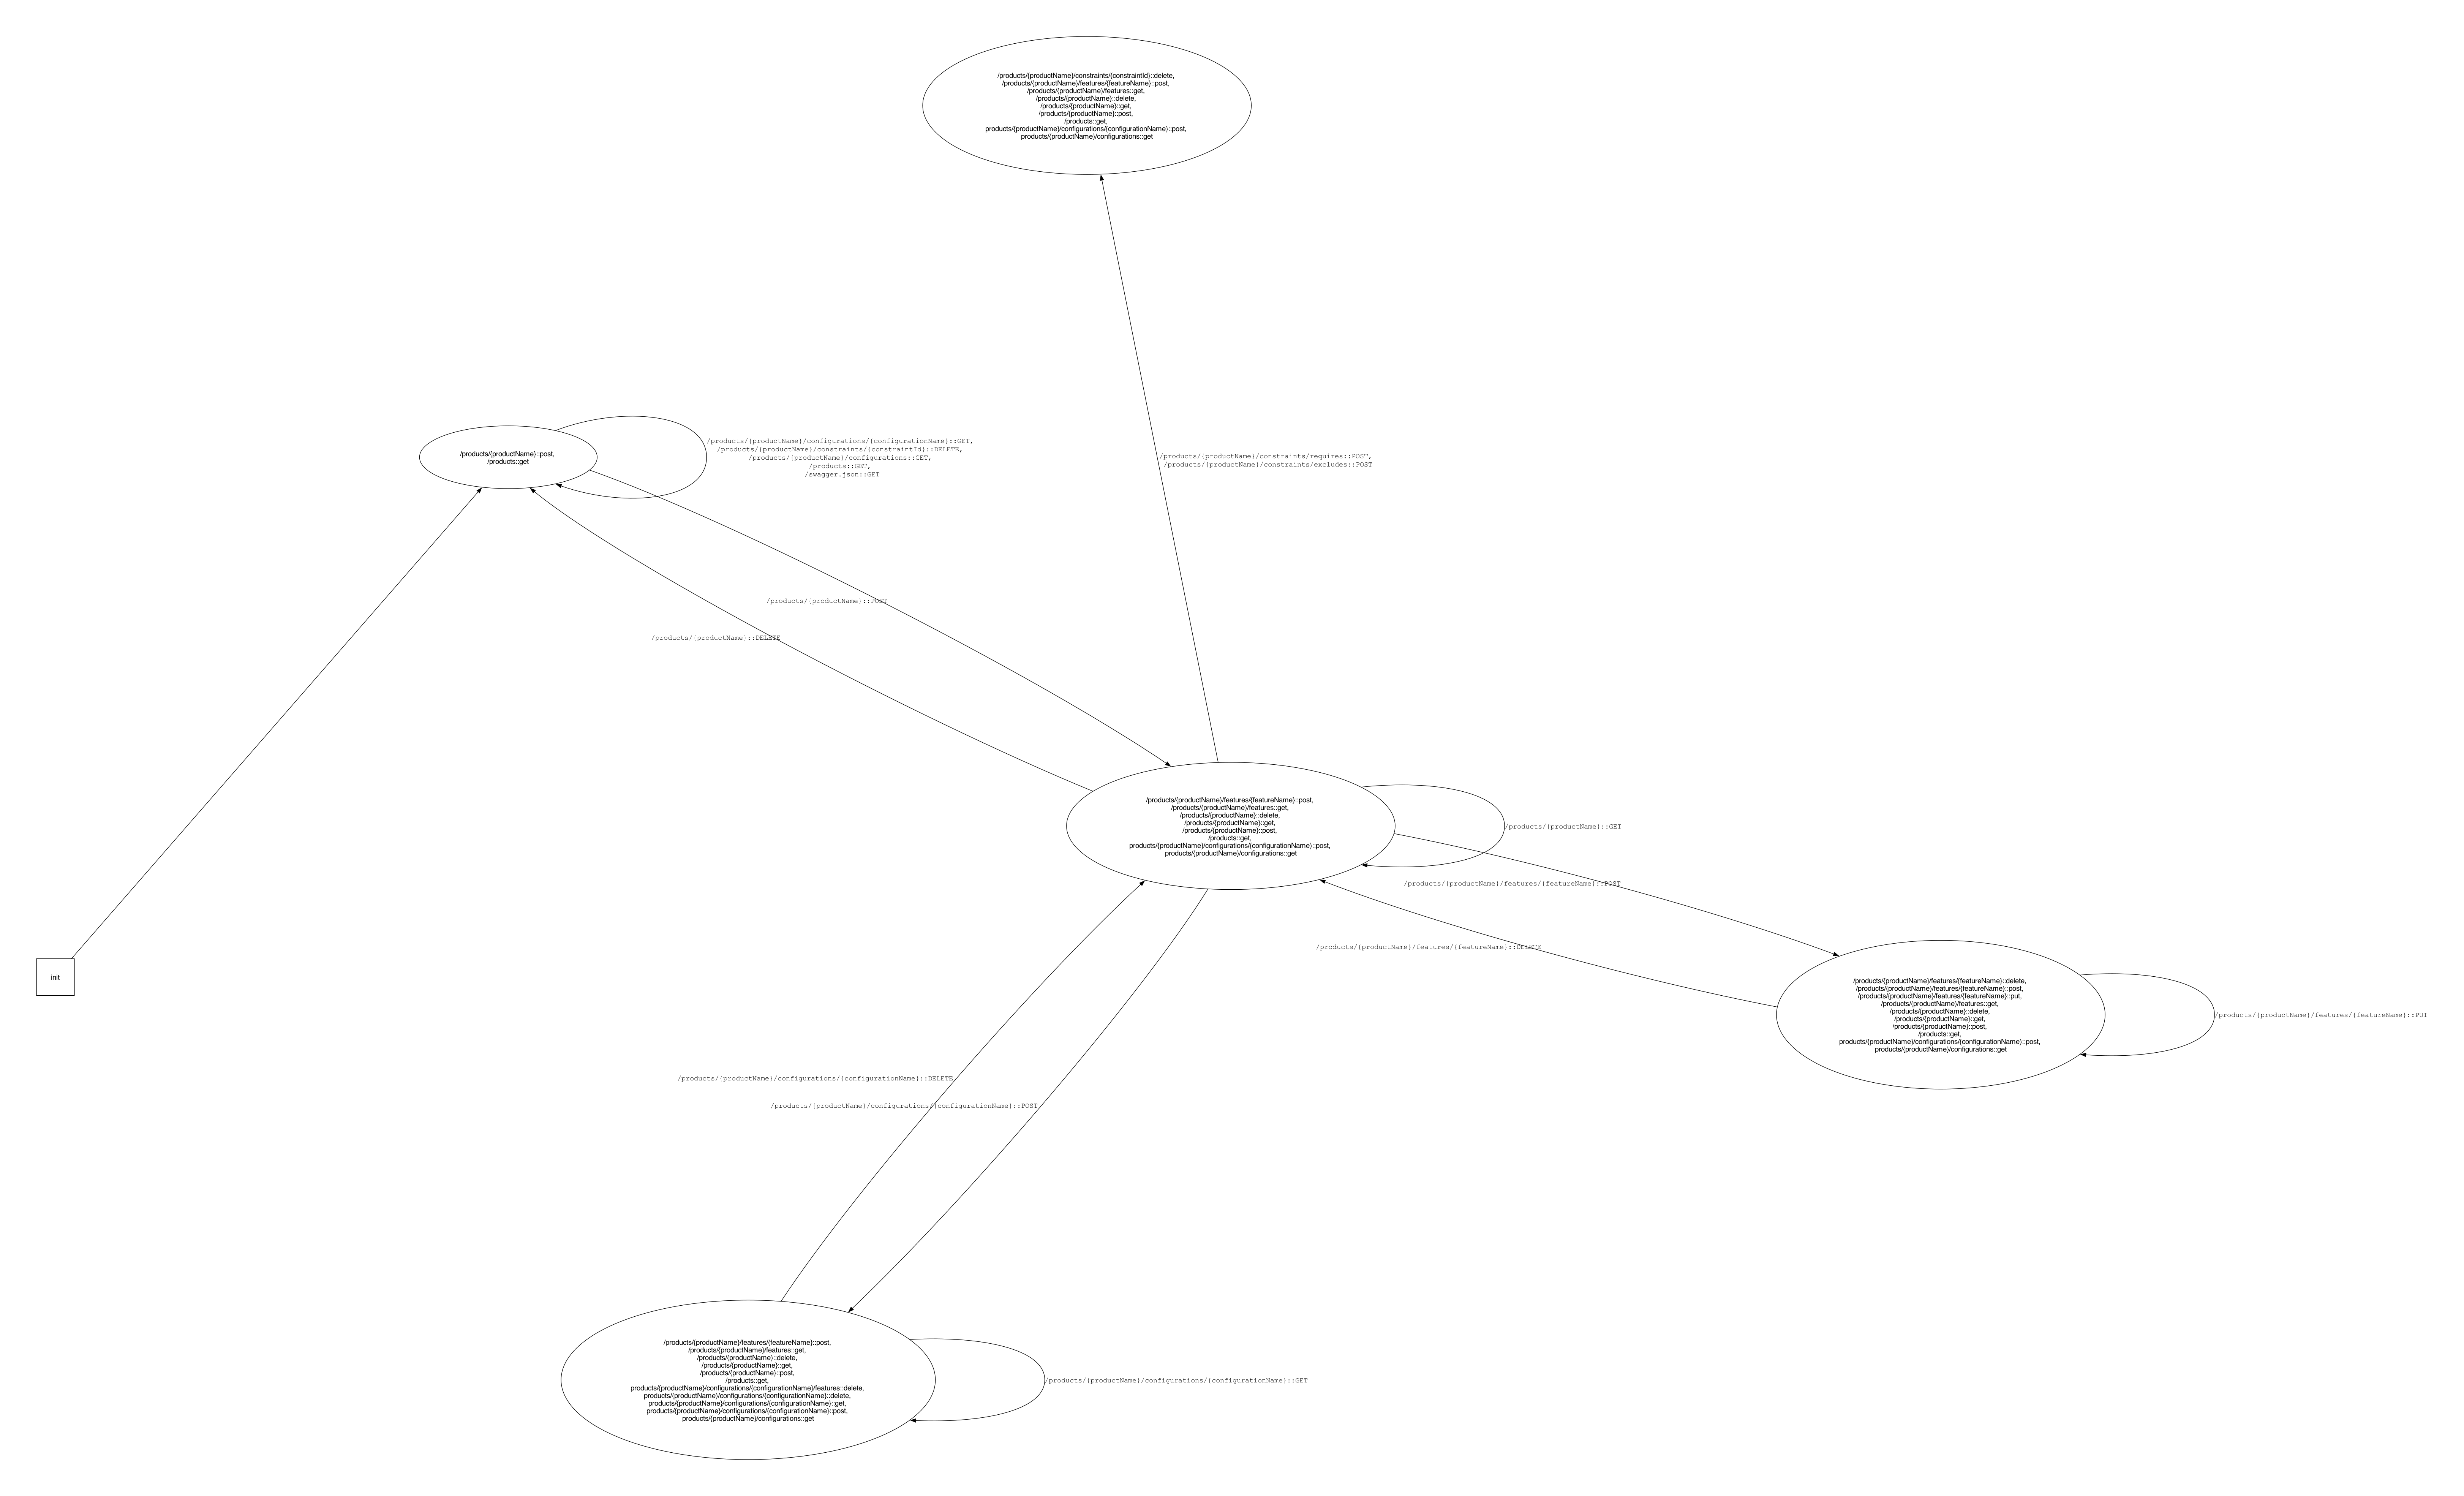 /products/{productName}/constraints/{constraintId}::delete,
/products/{productName}/features/{featureName}::post,
/products/{productName}/features::get,
/products/{productName}::delete,
/products/{productName}::get,
/products/{productName}::post,
/products::get,
products/{productName}/configurations/{configurationName}::post,
products/{productName}/configurations::get
/products/{productName}::post,
/products::get
/products/{productName}/configurations/{configurationName}::GET,
/products/{productName}/constraints/{constraintId}::DELETE,
/products/{productName}/configurations::GET,
/products::GET,
/swagger.json::GET
/products/{productName}/constraints/requires::POST,
/products/{productName}/constraints/excludes::POST
/products/{productName}::POST
/products/{productName}::DELETE
/products/{productName}/features/{featureName}::post,
/products/{productName}/features::get,
/products/{productName}::delete,
/products/{productName}::get,
/products/{productName}::post,
/products::get,
products/{productName}/configurations/{configurationName}::post,
products/{productName}/configurations::get
/products/{productName}::GET
/products/{productName}/features/{featureName}::POST
/products/{productName}/features/{featureName}::DELETE
init
/products/{productName}/features/{featureName}::delete,
/products/{productName}/features/{featureName}::post,
/products/{productName}/features/{featureName}::put,
/products/{productName}/features::get,
/products/{productName}::delete,
/products/{productName}::get,
/products/{productName}::post,
/products::get,
products/{productName}/configurations/{configurationName}::post,
products/{productName}/configurations::get
/products/{productName}/features/{featureName}::PUT
/products/{productName}/configurations/{configurationName}::DELETE
/products/{productName}/configurations/{configurationName}::POST
/products/{productName}/features/{featureName}::post,
/products/{productName}/features::get,
/products/{productName}::delete,
/products/{productName}::get,
/products/{productName}::post,
/products::get,
products/{productName}/configurations/{configurationName}/features::delete,
products/{productName}/configurations/{configurationName}::delete,
products/{productName}/configurations/{configurationName}::get,
products/{productName}/configurations/{configurationName}::post,
products/{productName}/configurations::get
/products/{productName}/configurations/{configurationName}::GET